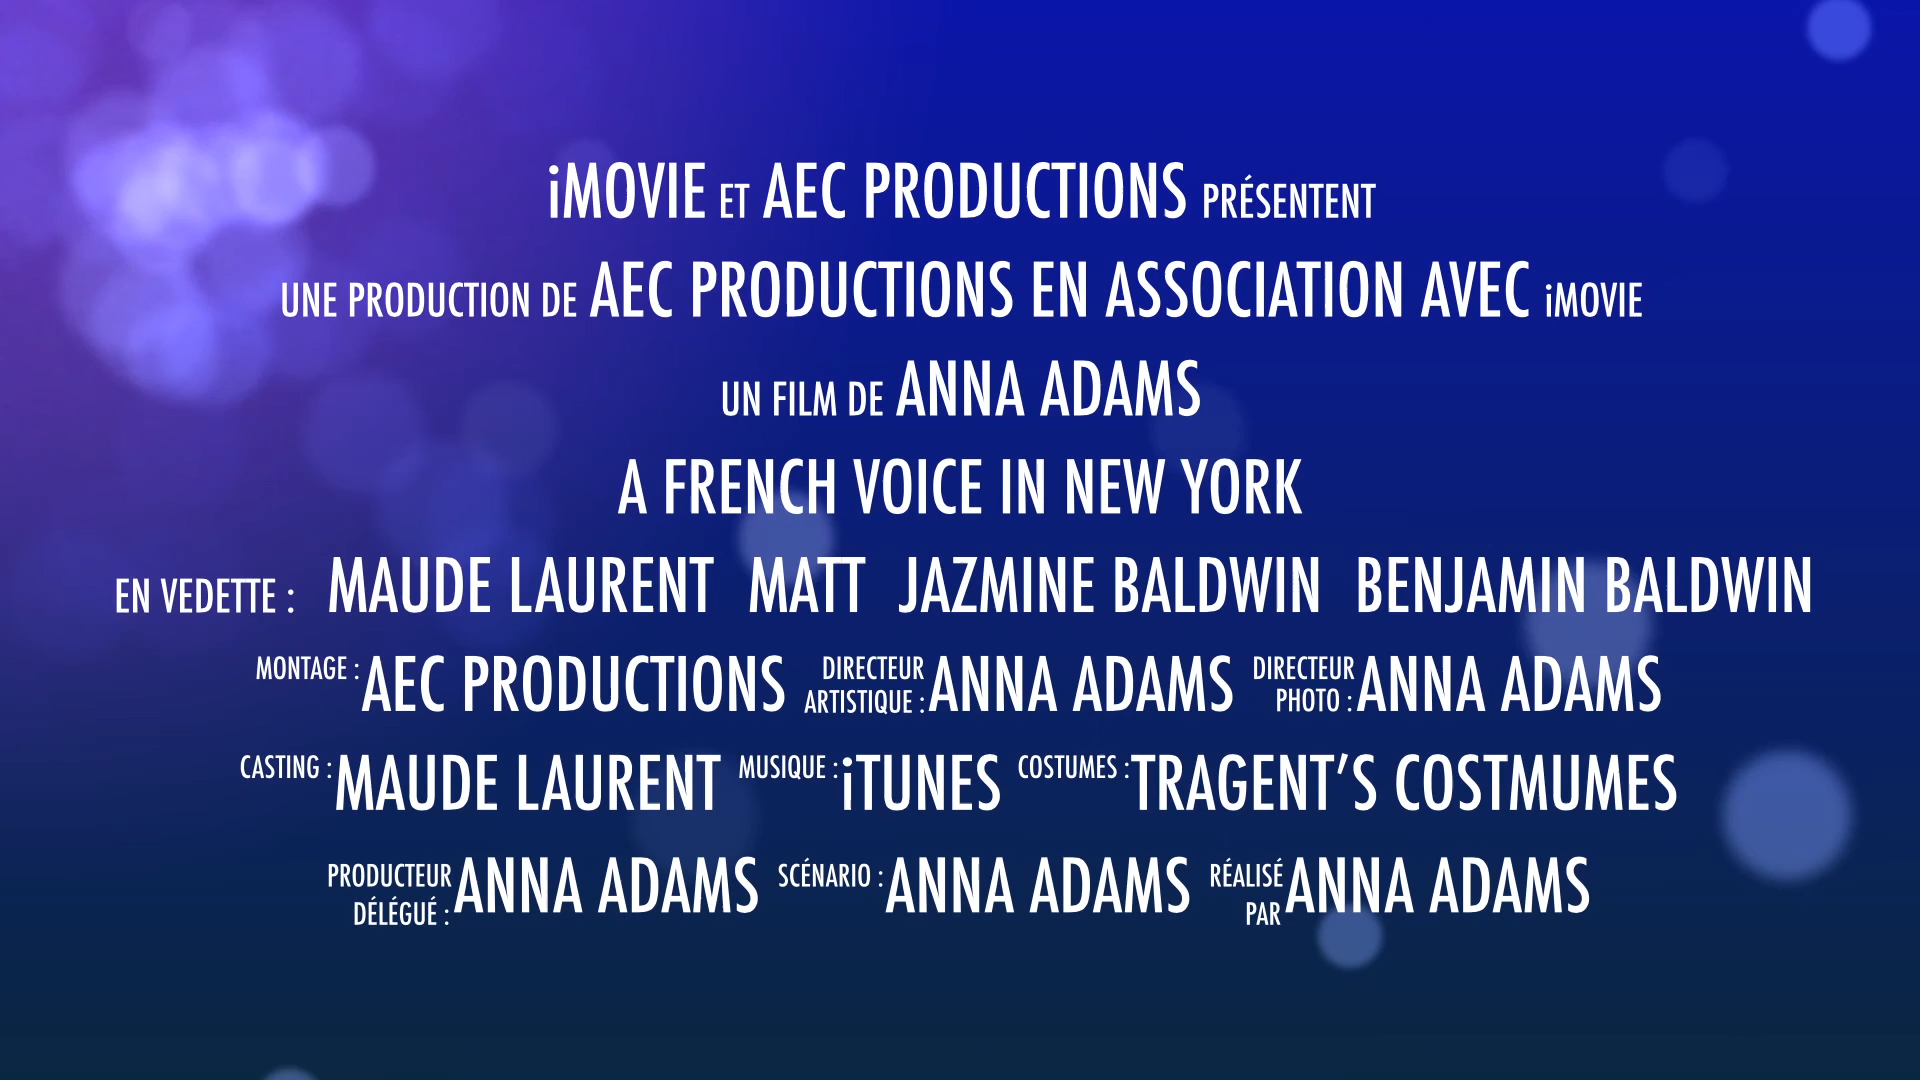 iMOVIE ET AEC PRODUCTIONS PRÉSENTENT
UNE PRODUCTION DE AEC PRODUCTIONS EN ASSOCIATION AVEC iMOVIE
UN FILM DE ANNA ADAMS
A FRENCH VOICE IN NEW YORK
EN VEDETTE : MAUDE LAURENT MATT JAZMINE BALDWIN BENJAMIN BALDWIN
MONTAGE : AEC PRODUCTIONS DIRECTEUR ARTISTIQUE : ANNA ADAMS DIRECTEUR PHOTO : ANNA ADAMS
CASTING : MAUDE LAURENT MUSIQUE : iTUNES COSTUMES : TRAGENT’S COSTMUMES
PRODUCTEUR DÉLÉGUÉ : ANNA ADAMS SCÉNARIO : ANNA ADAMS RÉALISÉ PAR ANNA ADAMS